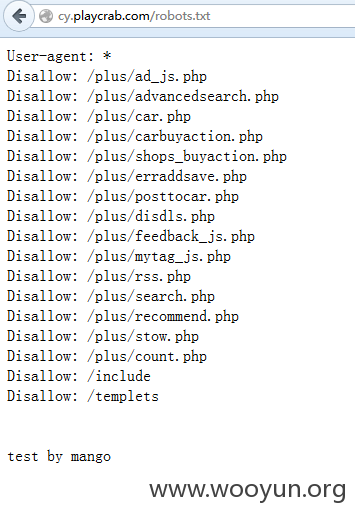 cy.playcrab.com/robots.txt
User-agent: *
Disallow: /plus/ad_js.php
Disallow: /plus/advancedsearch.php
Disallow: /plus/car.php
Disallow: /plus/carbuyaction.php
Disallow: /plus/shops_buyaction.php
Disallow: /plus/erraddsave.php
Disallow: /plus/posttocar.php
Disallow: /plus/disdls.php
Disallow: /plus/feedback_js.php
Disallow: /plus/mytag_js.php
Disallow: /plus/rss.php
Disallow: /plus/search.php
Disallow: /plus/recommend.php
Disallow: /plus/stow.php
Disallow: /plus/count.php
Disallow: /include
Disallow: /templets
test by mango
www.wooyun.org